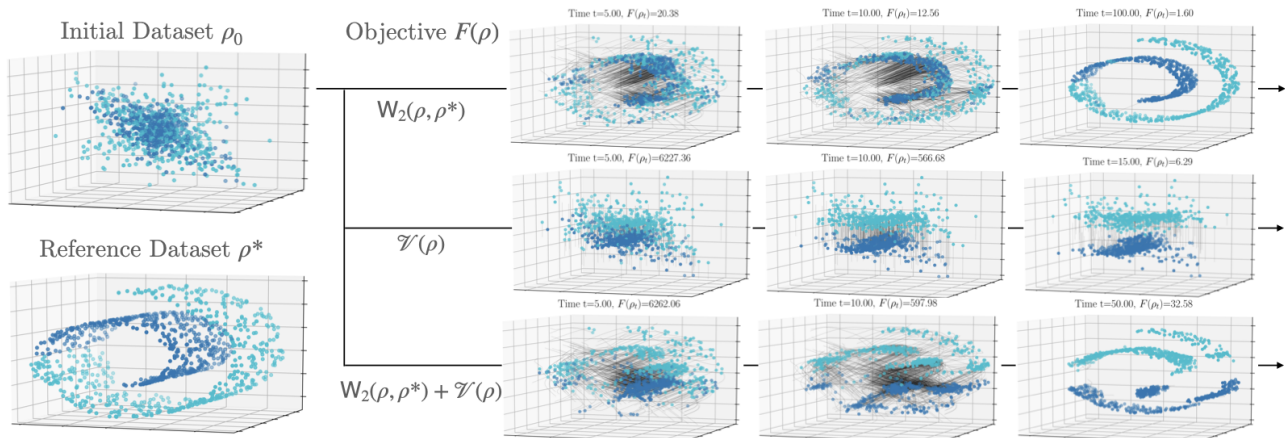 Initial Dataset ρ₀
Objective F(ρ)
Time t=5.00, F(ρₜ)=20.38
Time t=10.00, F(ρₜ)=12.56
Time t=100.00, F(ρₜ)=1.60
W₂(ρ, ρ*)
Time t=5.00, F(ρₜ)=6227.36
Time t=10.00, F(ρₜ)=566.68
Time t=15.00, F(ρₜ)=6.29
𝒱(ρ)
Reference Dataset ρ*
Time t=5.00, F(ρₜ)=6262.06
Time t=10.00, F(ρₜ)=597.98
Time t=50.00, F(ρₜ)=32.58
W₂(ρ, ρ*) + 𝒱(ρ)